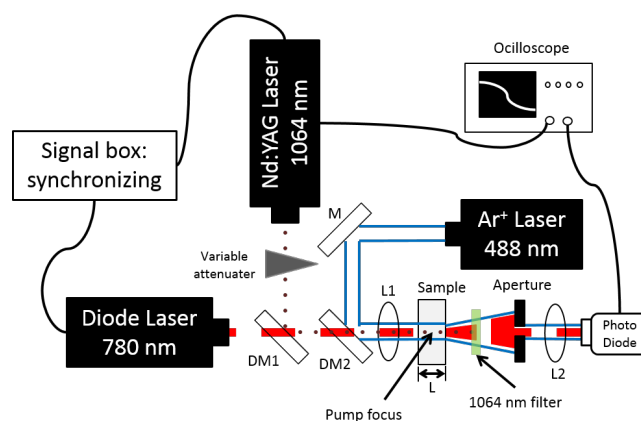 Ocilloscope
Nd:YAG Laser
1064 nm
Signal box:
synchronizing
M
Ar+ Laser
488 nm
Variable
attenuater
L1
Sample
Aperture
Diode Laser
780 nm
Photo
Diode
DM1
DM2
L
L2
Pump focus
1064 nm filter